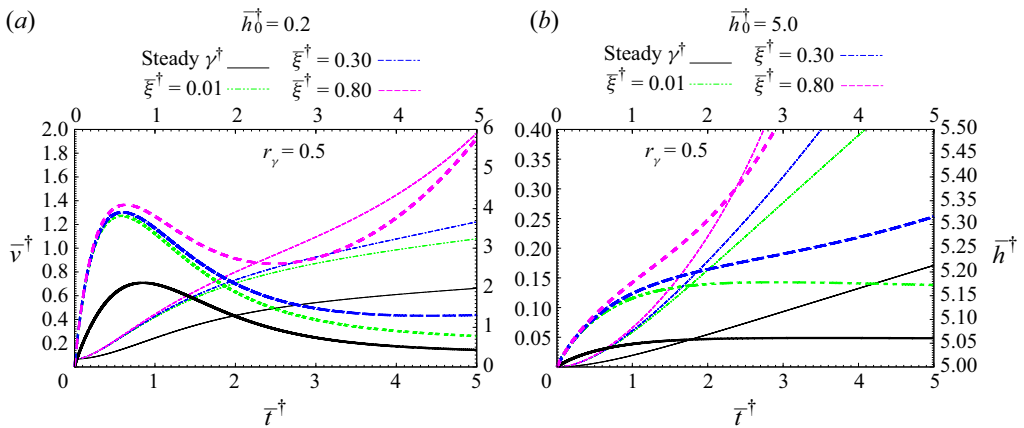 (a) h̅₀† = 0.2
Steady γ† ξ̅† = 0.30
ξ̅† = 0.01 ξ̅† = 0.80
0 1 2 3 4 5
r_γ = 0.5
2.0
1.8
1.6
1.4
1.2
1.0
0.8
0.6
0.4
0.2
v̅†
6
5
4
3
2
1
0
0 1 2 3 4 5
t̅†
(b) h̅₀† = 5.0
Steady γ† ξ̅† = 0.30
ξ̅† = 0.01 ξ̅† = 0.80
0 1 2 3 4 5
r_γ = 0.5
0.40
0.35
0.30
0.25
0.20
0.15
0.10
0.05
5.50
5.45
5.40
5.35
5.30
5.25
5.20
5.15
5.10
5.05
5.00
h̅†
0 1 2 3 4 5
t̅†